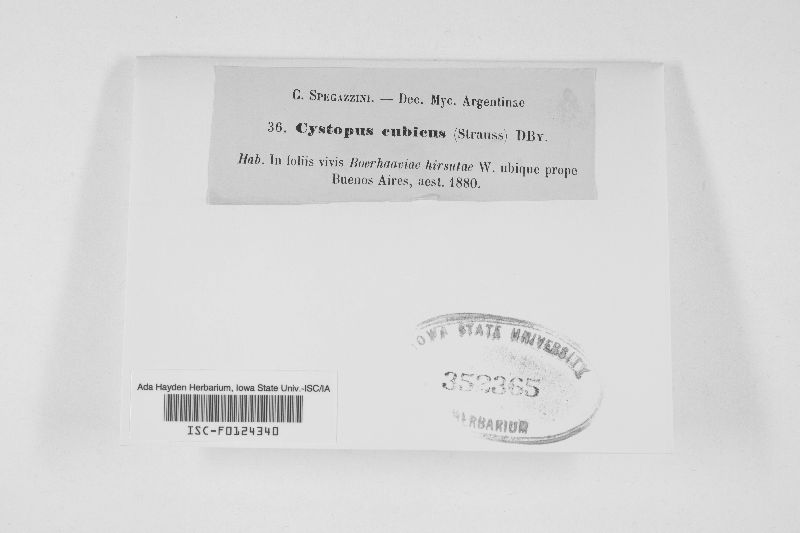 C. SPEGAZZINI. — Dec. Myc. Argentinae
36. Cystopus cubicus (Strauss) DBY.
Hab. In foliis vivis Boerhaaviae hirsutae W. ubique prope
Buenos Aires, aest. 1880.
IOWA STATE UNIVERSITY
358365
HERBARIUM
Ada Hayden Herbarium, Iowa State Univ.-ISC/IA
ISC-F0124340